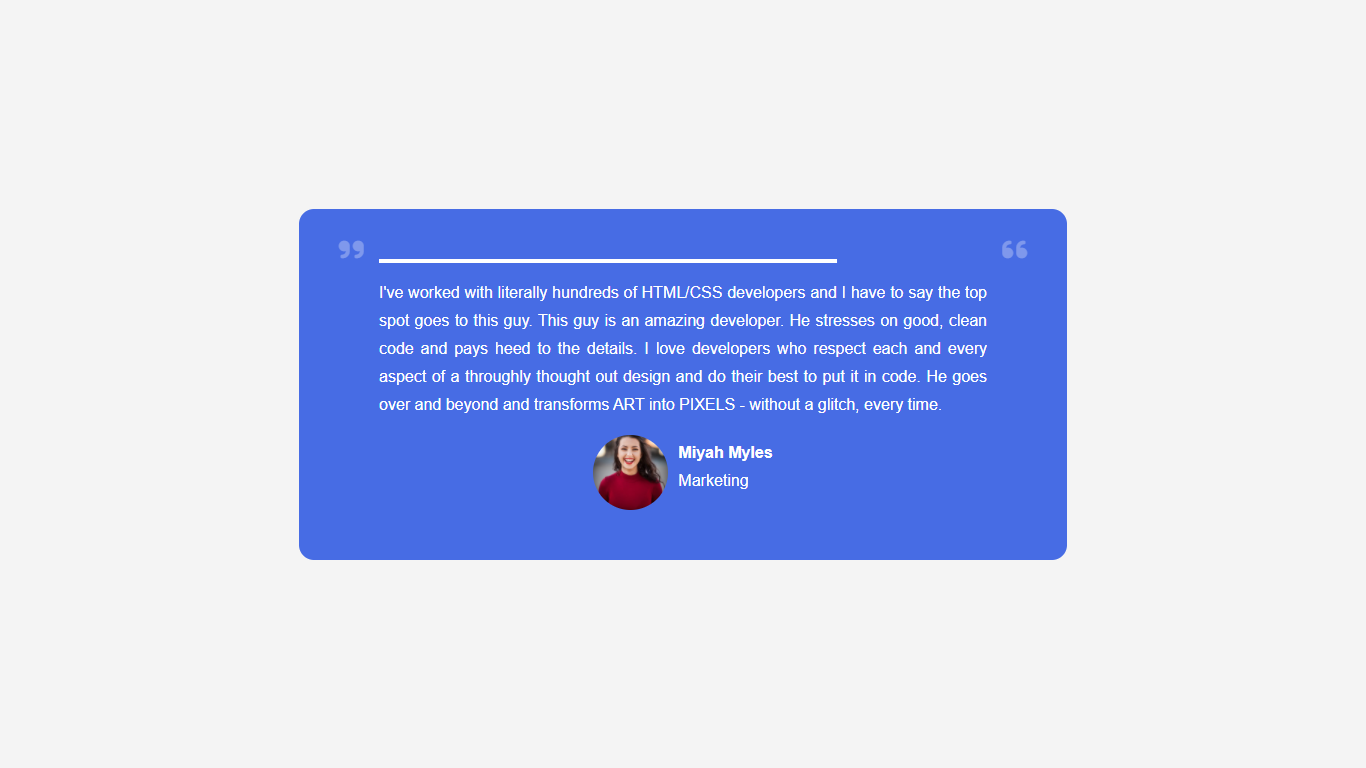 I've worked with literally hundreds of HTML/CSS developers and I have to say the top
spot goes to this guy. This guy is an amazing developer. He stresses on good, clean
code and pays heed to the details. I love developers who respect each and every
aspect of a throughly thought out design and do their best to put it in code. He goes
over and beyond and transforms ART into PIXELS - without a glitch, every time.
Miyah Myles
Marketing